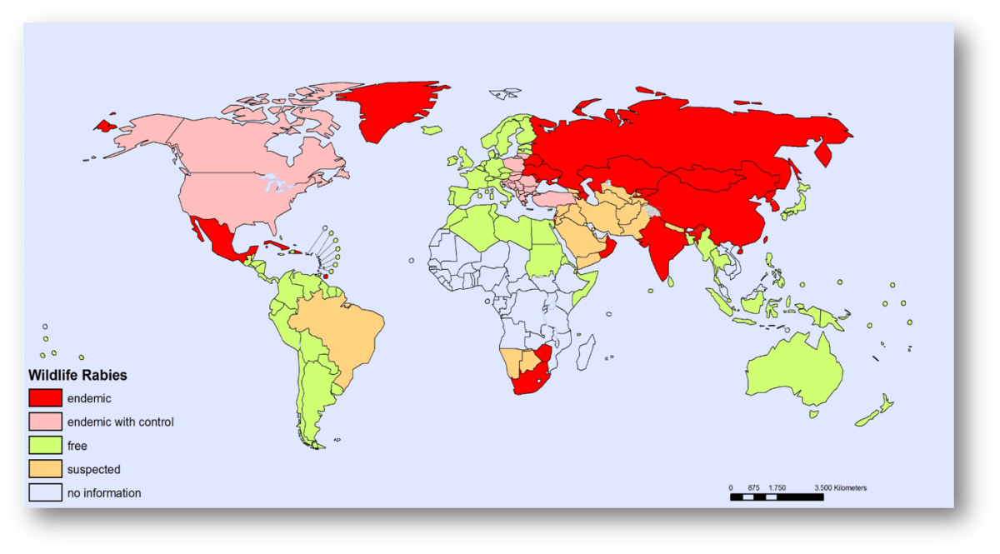 Wildlife Rabies
endemic
endemic with control
free
suspected
no information
0 875 1.750 3.500 Kilometers